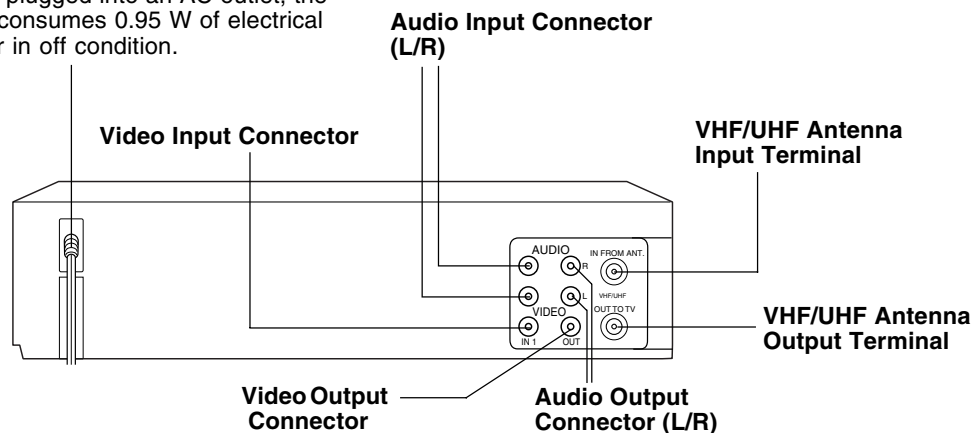 plugged into an AC outlet, the
consumes 0.95 W of electrical
in off condition.
Audio Input Connector
(L/R)
Video Input Connector
VHF/UHF Antenna
Input Terminal
AUDIO
IN FROM ANT.
R
L
VHF/UHF
VIDEO
OUT TO TV
IN 1
OUT
VHF/UHF Antenna
Output Terminal
Video Output
Connector
Audio Output
Connector (L/R)